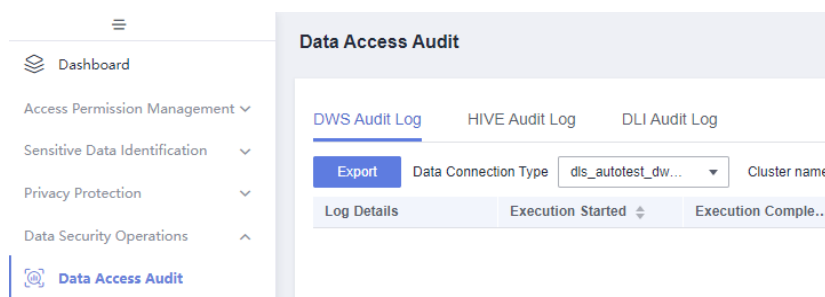 Dashboard
Access Permission Management
Sensitive Data Identification
Privacy Protection
Data Security Operations
Data Access Audit
Data Access Audit
DWS Audit Log HIVE Audit Log DLI Audit Log
Export Data Connection Type dls_autotest_dw... Cluster name
Log Details Execution Started Execution Comple...